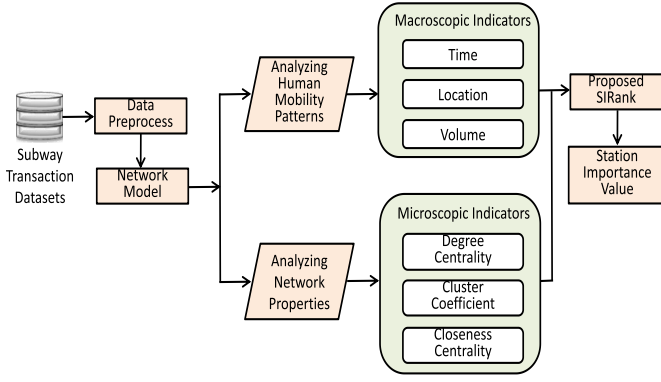 Subway
Transaction
Datasets
Data
Preprocess
Network
Model
Analyzing
Human
Mobility
Patterns
Macroscopic Indicators
Time
Location
Volume
Analyzing
Network
Properties
Microscopic Indicators
Degree
Centrality
Cluster
Coefficient
Closeness
Centrality
Proposed
SIRank
Station
Importance
Value